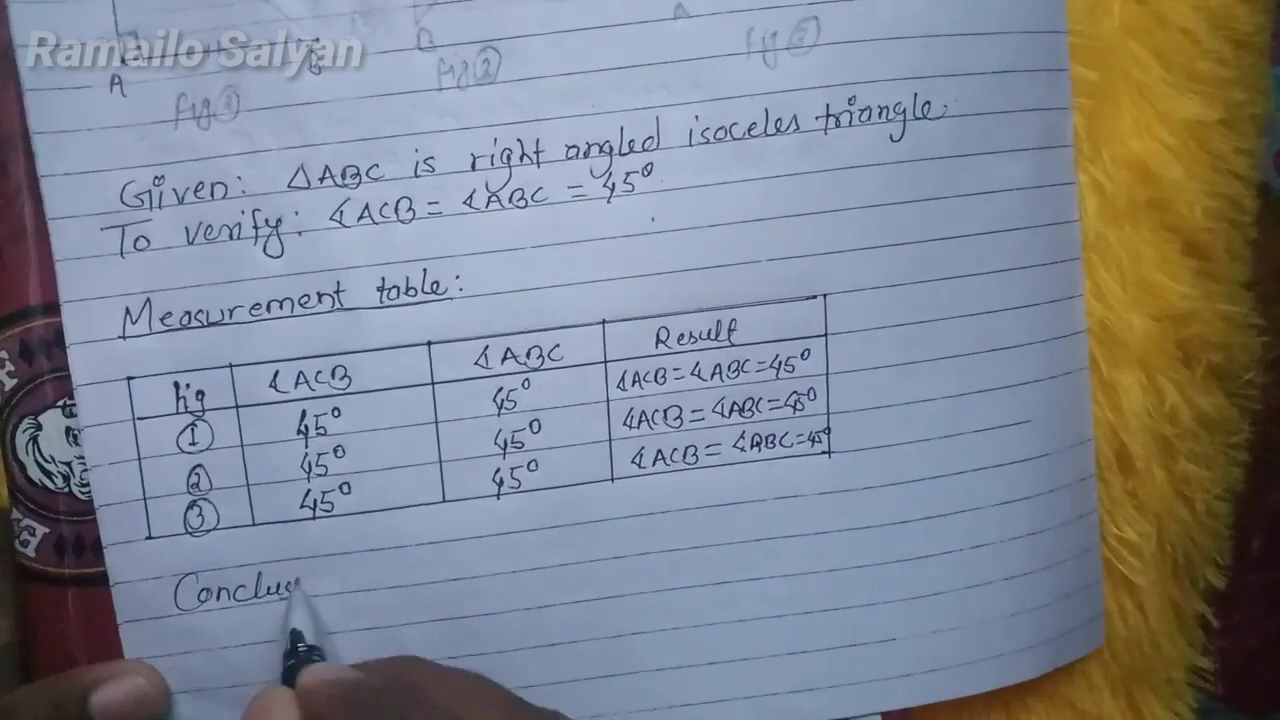 Ramailo Salyan
A B B A
fig ① fig ② fig ③
Given: △ABC is right angled isoceles triangle.
To verify: ∡ACB = ∡ABC = 45°
Measurement table:
fig ∡ACB ∡ABC Result
① 45° 45° ∡ACB = ∡ABC = 45°
② 45° 45° ∡ACB = ∡ABC = 45°
③ 45° 45° ∡ACB = ∡ABC = 45°
Conclus